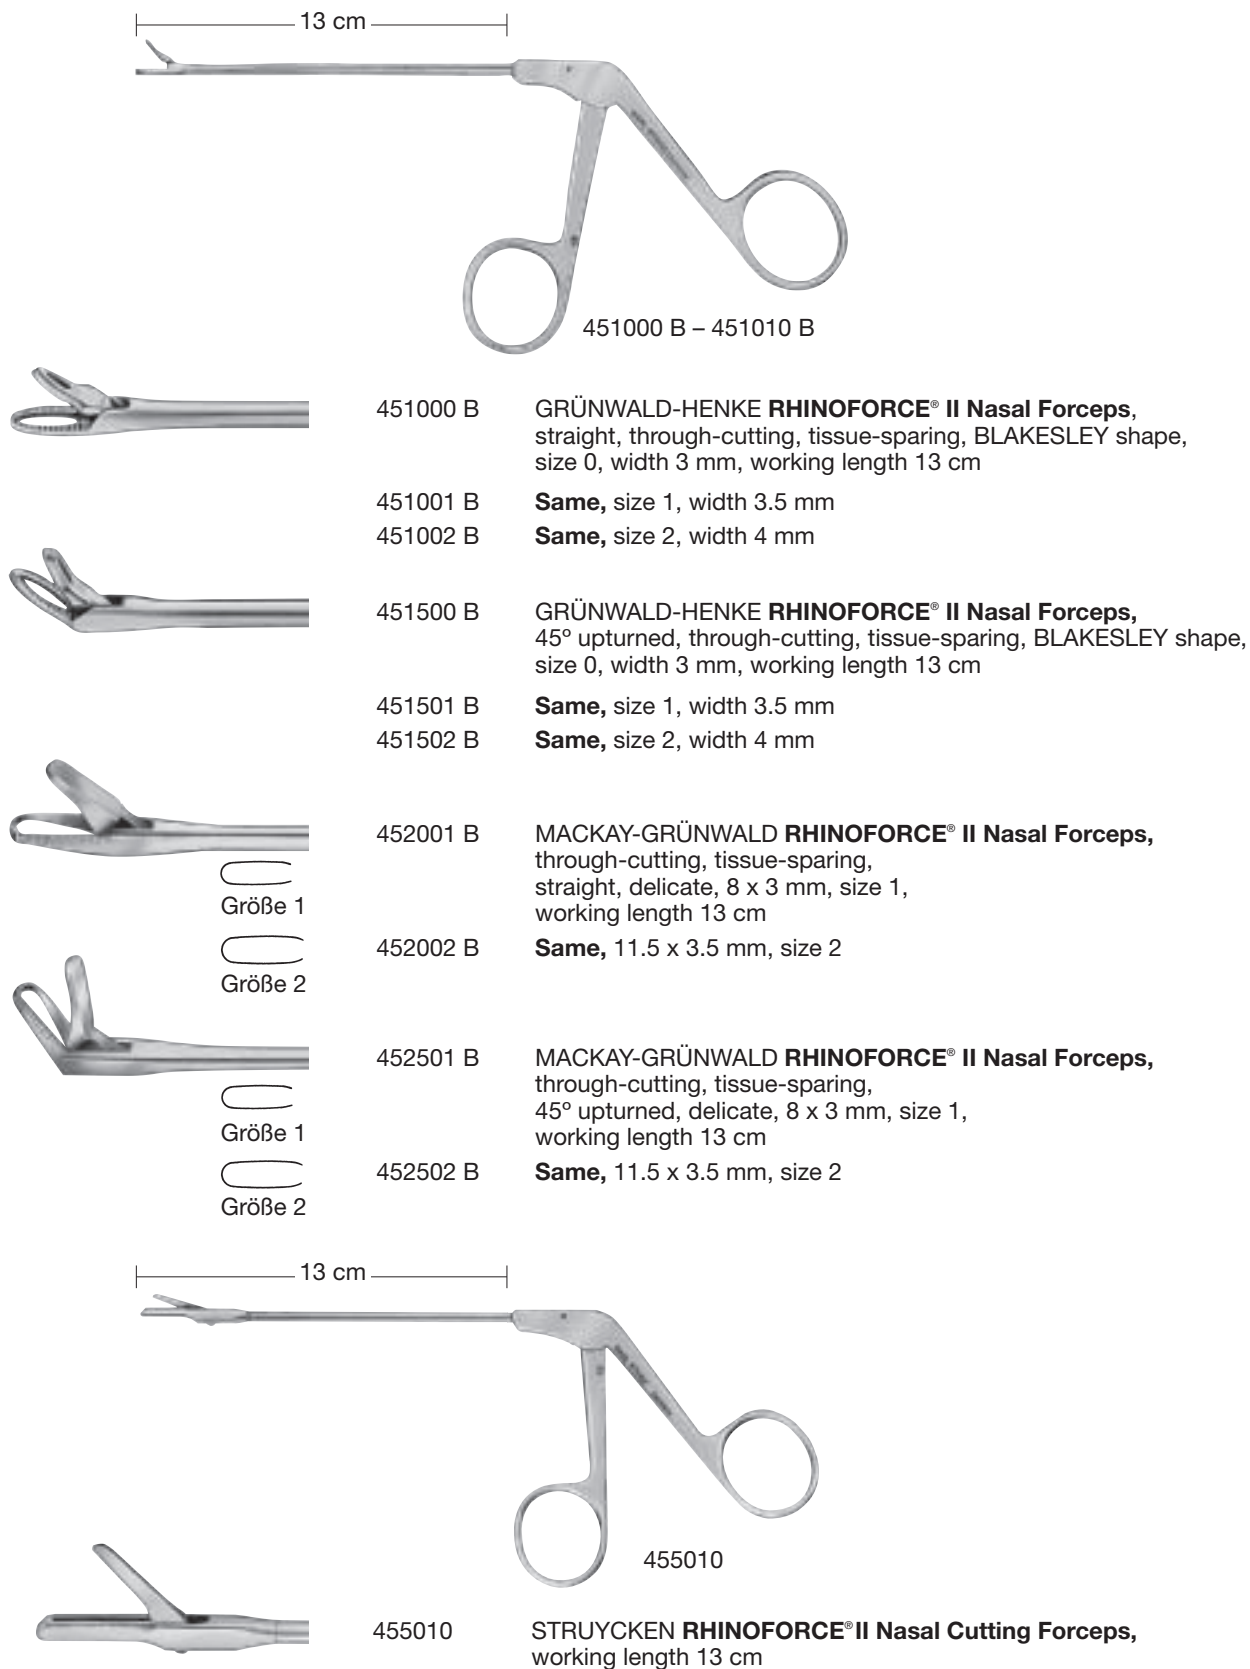 13 cm
451000 B – 451010 B
451000 B GRÜNWALD-HENKE RHINOFORCE® II Nasal Forceps,
straight, through-cutting, tissue-sparing, BLAKESLEY shape,
size 0, width 3 mm, working length 13 cm
451001 B Same, size 1, width 3.5 mm
451002 B Same, size 2, width 4 mm
451500 B GRÜNWALD-HENKE RHINOFORCE® II Nasal Forceps,
45º upturned, through-cutting, tissue-sparing, BLAKESLEY shape,
size 0, width 3 mm, working length 13 cm
451501 B Same, size 1, width 3.5 mm
451502 B Same, size 2, width 4 mm
452001 B MACKAY-GRÜNWALD RHINOFORCE® II Nasal Forceps,
through-cutting, tissue-sparing,
straight, delicate, 8 x 3 mm, size 1,
working length 13 cm
Größe 1
452002 B Same, 11.5 x 3.5 mm, size 2
Größe 2
452501 B MACKAY-GRÜNWALD RHINOFORCE® II Nasal Forceps,
through-cutting, tissue-sparing,
45º upturned, delicate, 8 x 3 mm, size 1,
working length 13 cm
Größe 1
452502 B Same, 11.5 x 3.5 mm, size 2
Größe 2
13 cm
455010
455010 STRUYCKEN RHINOFORCE® II Nasal Cutting Forceps,
working length 13 cm